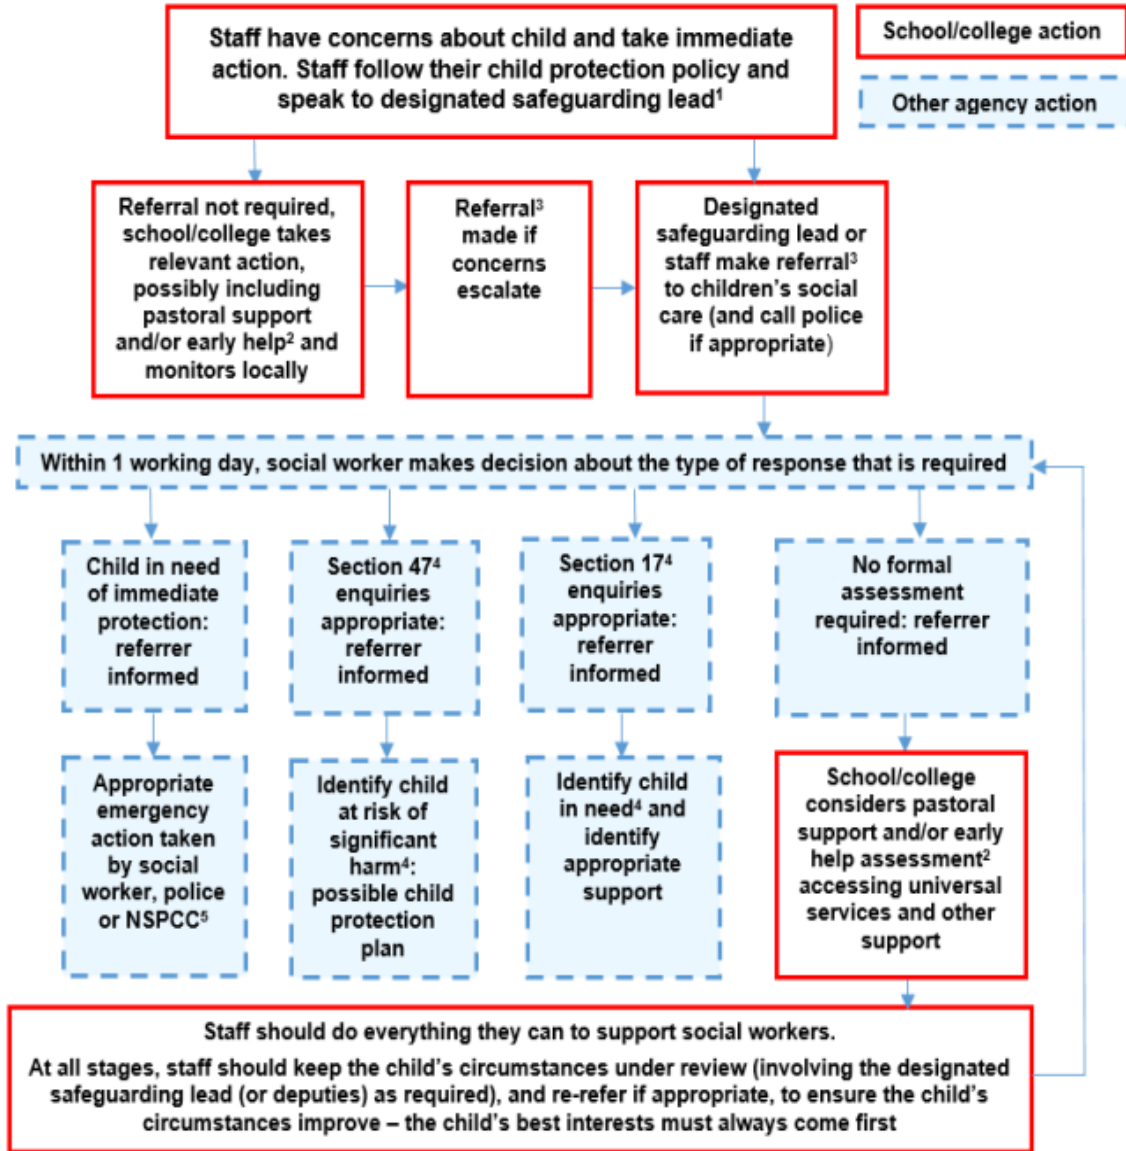 Staff have concerns about child and take immediate
action. Staff follow their child protection policy and
speak to designated safeguarding lead¹
School/college action
Other agency action
Referral not required,
school/college takes
relevant action,
possibly including
pastoral support
and/or early help² and
monitors locally
Referral³
made if
concerns
escalate
Designated
safeguarding lead or
staff make referral³
to children's social
care (and call police
if appropriate)
Within 1 working day, social worker makes decision about the type of response that is required
Child in need
of immediate
protection:
referrer
informed
Section 47⁴
enquiries
appropriate:
referrer
informed
Section 17⁴
enquiries
appropriate:
referrer
informed
No formal
assessment
required: referrer
informed
Appropriate
emergency
action taken
by social
worker, police
or NSPCC⁵
Identify child
at risk of
significant
harm⁴:
possible child
protection
plan
Identify child
in need⁴ and
identify
appropriate
support
School/college
considers pastoral
support and/or early
help assessment²
accessing universal
services and other
support
Staff should do everything they can to support social workers.
At all stages, staff should keep the child's circumstances under review (involving the designated
safeguarding lead (or deputies) as required), and re-refer if appropriate, to ensure the child's
circumstances improve – the child's best interests must always come first